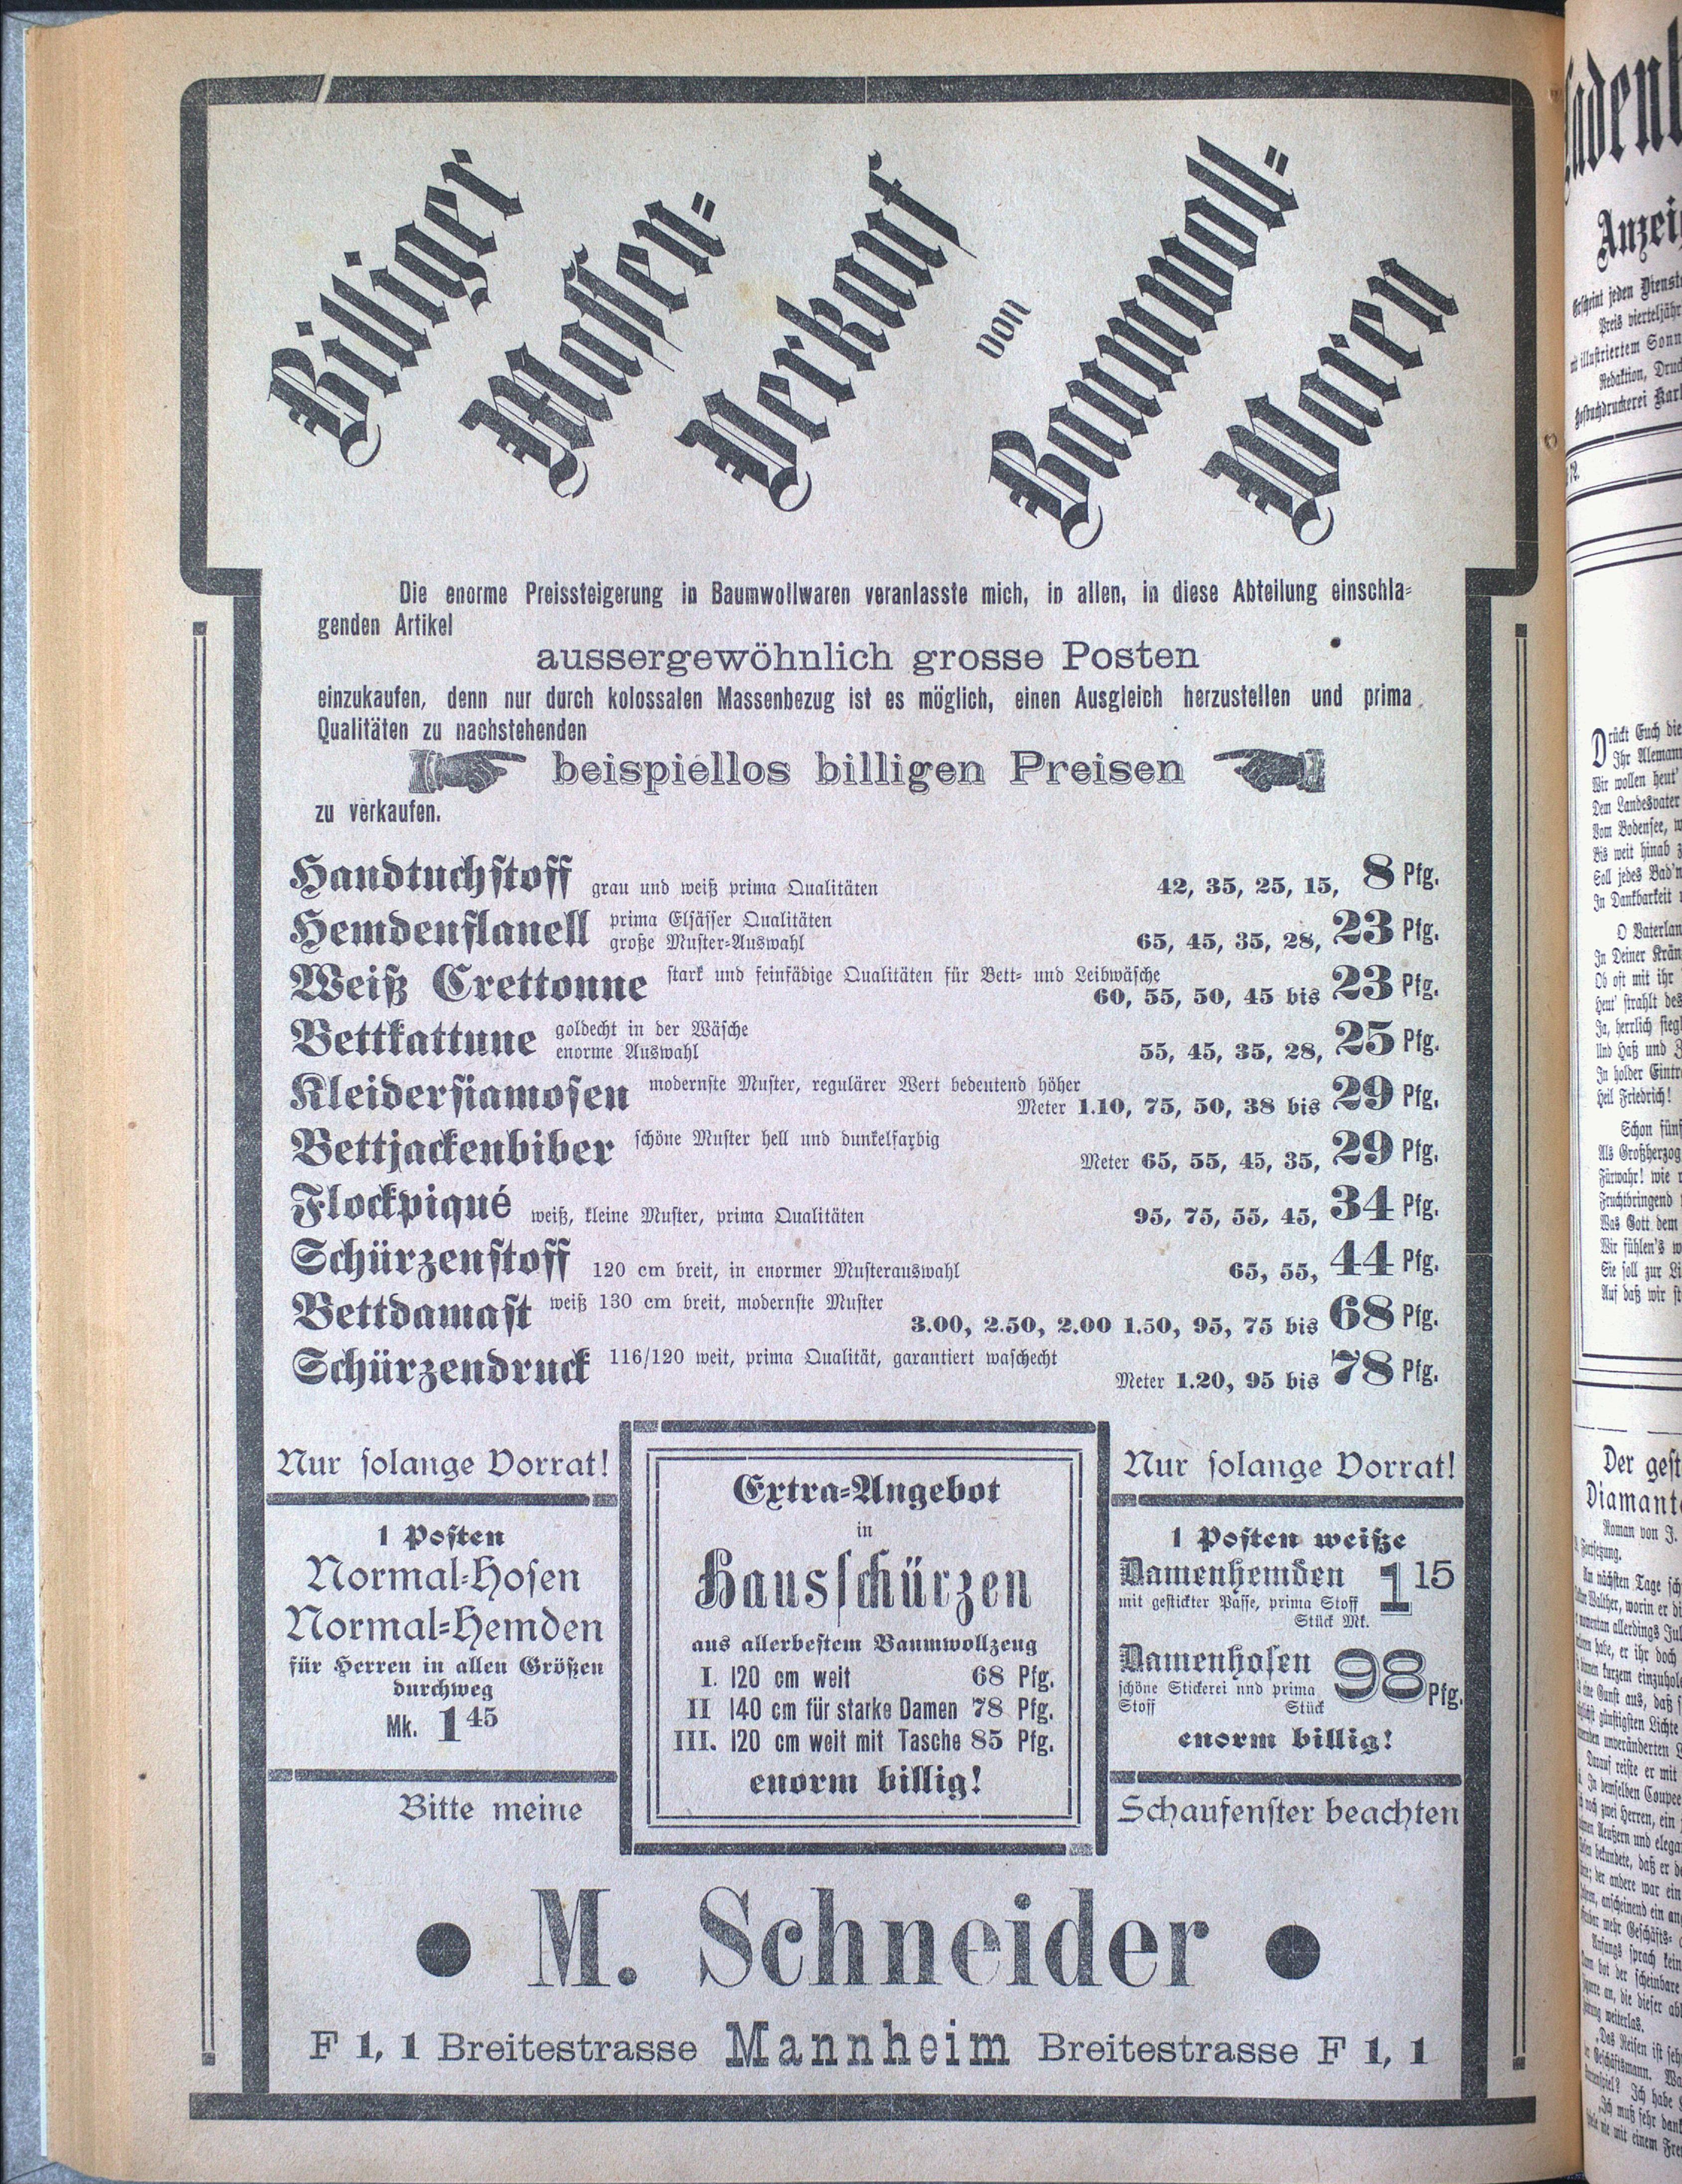 Billiger
Massen-
Verkauf
von
Baumwoll-
Waren
Die enorme Preissteigerung in Baumwollwaren veranlasste mich, in allen, in diese Abteilung einschla-
genden Artikel
aussergewöhnlich grosse Posten
einzukaufen, denn nur durch kolossalen Massenbezug ist es möglich, einen Ausgleich herzustellen und prima
Qualitäten zu nachstehenden
beispiellos billigen Preisen
zu verkaufen.
Handtuchstoff grau und weiß prima Qualitäten 42, 35, 25, 15, 8 Pfg.
Hemdenflanell prima Elsässer Qualitäten
große Muster-Auswahl 65, 45, 35, 28, 23 Pfg.
Weiß Crettonne stark und feinfädige Qualitäten für Bett- und Leibwäsche
60, 55, 50, 45 bis 23 Pfg.
Bettkattune goldecht in der Wäsche
enorme Auswahl 55, 45, 35, 28, 25 Pfg.
Kleidersiamosen modernste Muster, regulärer Wert bedeutend höher
Meter 1.10, 75, 50, 38 bis 29 Pfg.
Bettjackenbiber schöne Muster hell und dunkelfarbig
Meter 65, 55, 45, 35, 29 Pfg.
Flockpiqué weiß, kleine Muster, prima Qualitäten 95, 75, 55, 45, 34 Pfg.
Schürzenstoff 120 cm breit, in enormer Musterauswahl 65, 55, 44 Pfg.
Bettdamast weiß 130 cm breit, modernste Muster
3.00, 2.50, 2.00 1.50, 95, 75 bis 68 Pfg.
Schürzendruck 116/120 weit, prima Qualität, garantiert waschecht
Meter 1.20, 95 bis 78 Pfg.
Nur solange Vorrat!
1 Posten
Normal-Hosen
Normal-Hemden
für Herren in allen Größen
durchweg
Mk. 1 45
Bitte meine
Extra-Angebot
in
Hausschürzen
aus allerbestem Baumwollzeug
I. 120 cm weit 68 Pfg.
II 140 cm für starke Damen 78 Pfg.
III. 120 cm weit mit Tasche 85 Pfg.
enorm billig!
Nur solange Vorrat!
1 Posten weiße
Damenhemden 1 15
mit gestickter Passe, prima Stoff
Stück Mk.
Damenhosen 98 Pfg.
schöne Stickerei und prima
Stoff Stück
enorm billig!
Schaufenster beachten
M. Schneider
F 1, 1 Breitestrasse Mannheim Breitestrasse F 1, 1